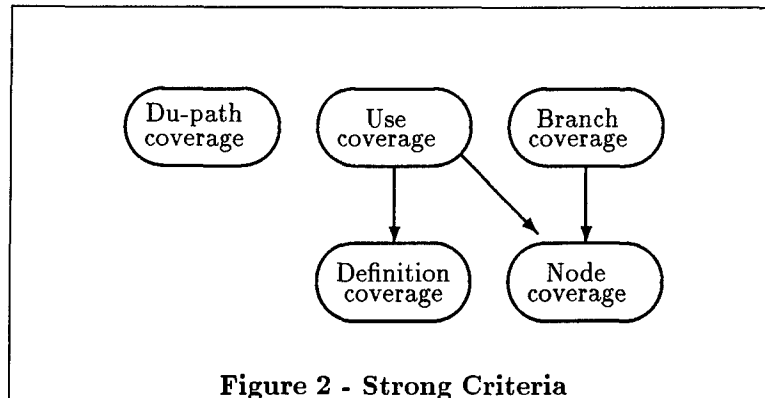 Du-path
coverage
Use
coverage
Branch
coverage
Definition
coverage
Node
coverage
Figure 2 - Strong Criteria